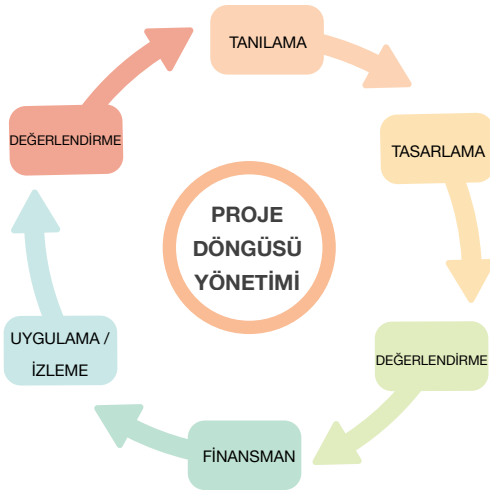 TANILAMA
TASARLAMA
DEĞERLENDİRME
FİNANSMAN
UYGULAMA /
İZLEME
DEĞERLENDİRME
PROJE
DÖNGÜSÜ
YÖNETİMİ